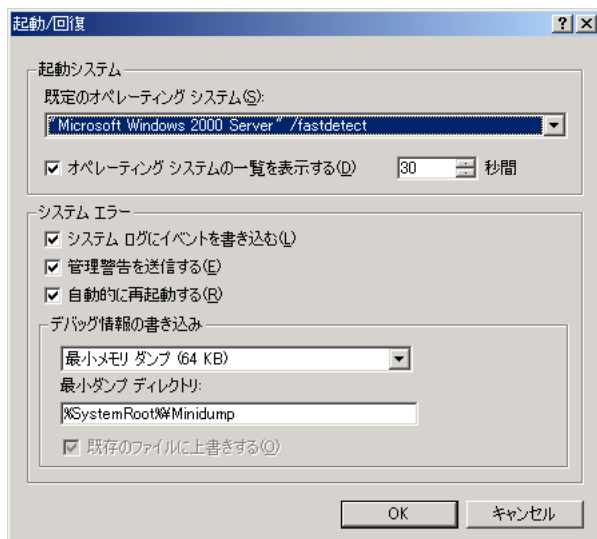 起動/回復
起動システム
既定のオペレーティング システム(S):
"Microsoft Windows 2000 Server" /fastdetect
オペレーティング システムの一覧を表示する(D) 30 秒間
システム エラー
システム ログにイベントを書き込む(L)
管理警告を送信する(E)
自動的に再起動する(R)
デバッグ情報の書き込み
最小メモリ ダンプ (64 KB)
最小ダンプ ディレクトリ:
%SystemRoot%¥Minidump
既存のファイルに上書きする(O)
OK キャンセル